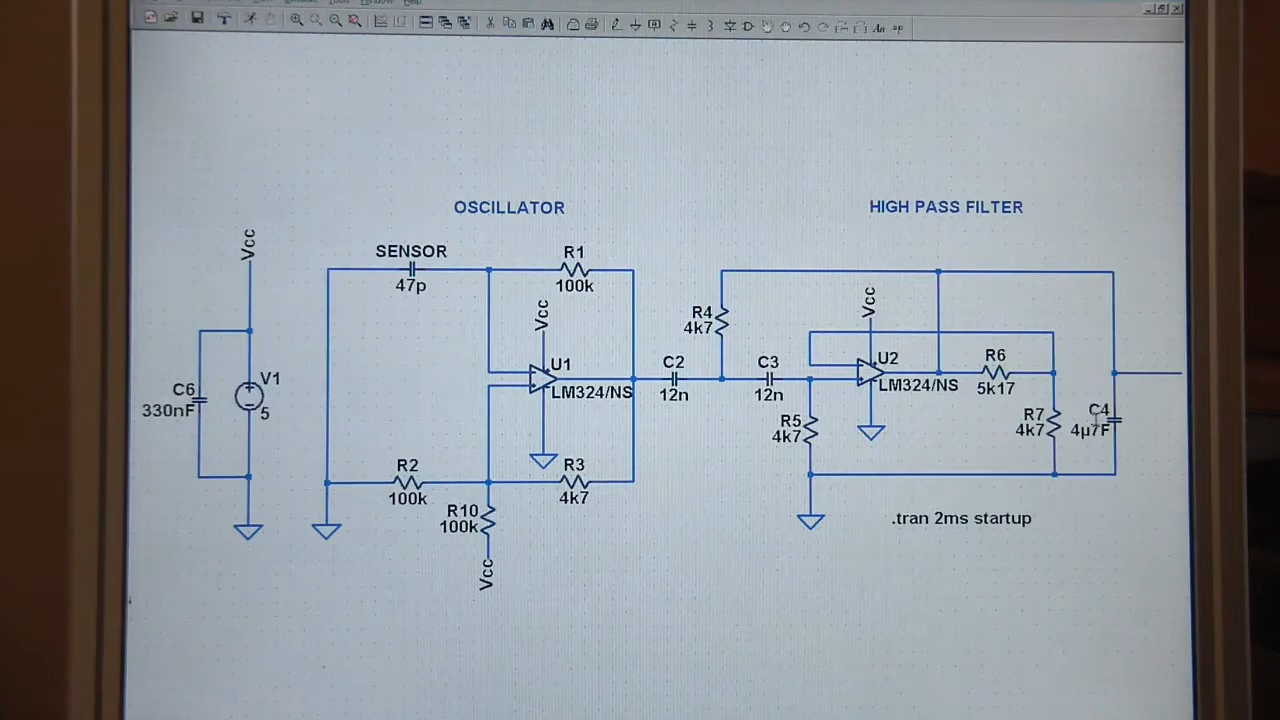 OSCILLATOR
HIGH PASS FILTER
Vcc
C6
330nF
V1
5
SENSOR
47p
R1
100k
Vcc
U1
LM324/NS
R2
100k
R10
100k
Vcc
R3
4k7
C2
12n
R4
4k7
C3
12n
R5
4k7
Vcc
U2
LM324/NS
R6
5k17
R7
4k7
C4
4µ7F
.tran 2ms startup